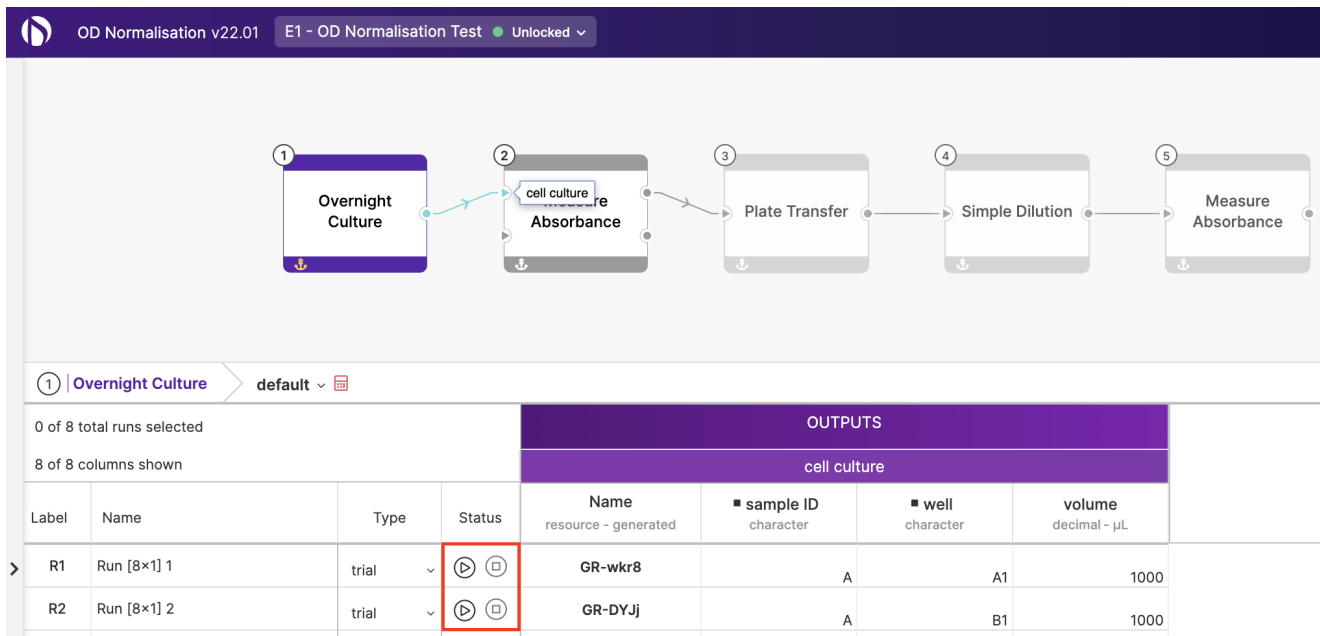 OD Normalisation v22.01
E1 - OD Normalisation Test
Unlocked
1
2
3
4
5
Overnight
Culture
cell culture
Absorbance
Plate Transfer
Simple Dilution
Measure
Absorbance
1 Overnight Culture
default
0 of 8 total runs selected
8 of 8 columns shown
OUTPUTS
cell culture
Label Name Type Status Name sample ID well volume
resource - generated character character decimal - μL
R1 Run [8×1] 1 trial GR-wkr8 A A1 1000
R2 Run [8×1] 2 trial GR-DYJj A B1 1000